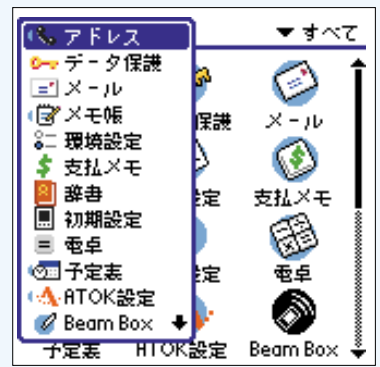 アドレス
データ保護
メール
メモ帳
環境設定
支払メモ
辞書
初期設定
電卓
予定表
ATOK設定
Beam Box
すべて
保護 メール
定 支払メモ
定 電卓
予定表 ATOK設定 Beam Box